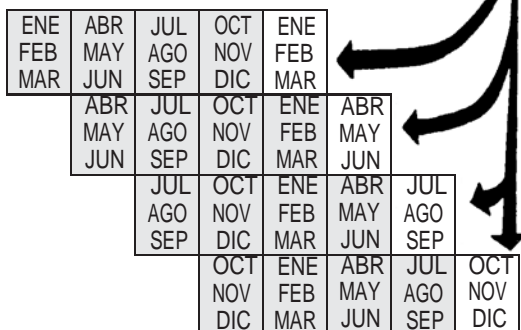 ENE ABR JUL OCT ENE
FEB MAY AGO NOV FEB
MAR JUN SEP DIC MAR
ABR JUL OCT ENE ABR
MAY AGO NOV FEB MAY
JUN SEP DIC MAR JUN
JUL OCT ENE ABR JUL
AGO NOV FEB MAY AGO
SEP DIC MAR JUN SEP
OCT ENE ABR JUL OCT
NOV FEB MAY AGO NOV
DIC MAR JUN SEP DIC